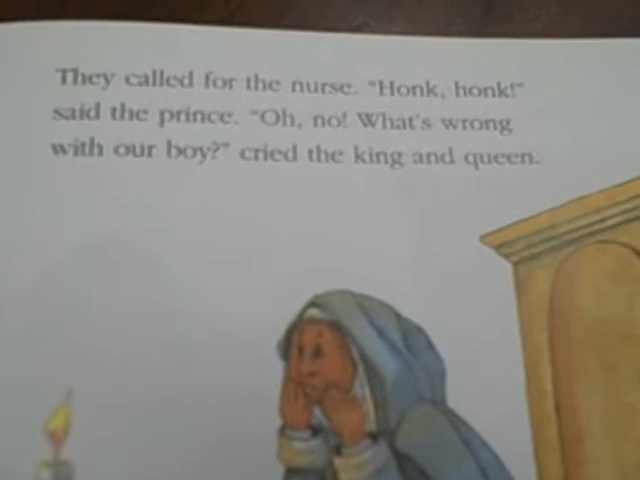 They called for the nurse. "Honk, honk!"
said the prince. "Oh, no! What's wrong
with our boy?" cried the king and queen.